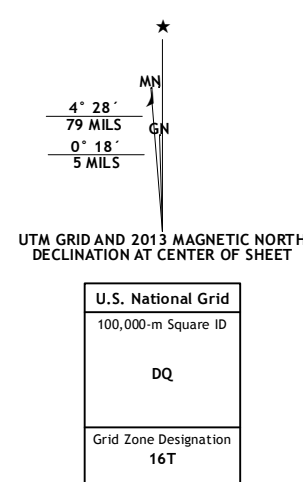 ★
MN
4° 28´
79 MILS
GN
0° 18´
5 MILS
UTM GRID AND 2013 MAGNETIC NORTH
DECLINATION AT CENTER OF SHEET
U.S. National Grid
100,000-m Square ID
DQ
Grid Zone Designation
16T